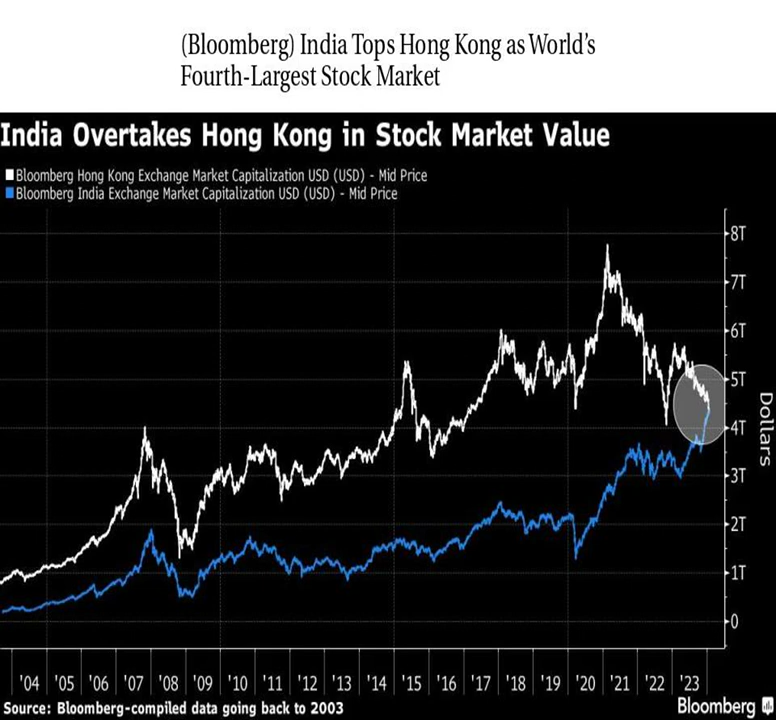 (Bloomberg) India Tops Hong Kong as World's
Fourth-Largest Stock Market
India Overtakes Hong Kong in Stock Market Value
Bloomberg Hong Kong Exchange Market Capitalization USD (USD) - Mid Price
Bloomberg India Exchange Market Capitalization USD (USD) - Mid Price
8T
7T
6T
5T
4T
3T
2T
1T
0
Dollars
'04 '05 '06 '07 '08 '09 '10 '11 '12 '13 '14 '15 '16 '17 '18 '19 '20 '21 '22 '23
Source: Bloomberg-compiled data going back to 2003
Bloomberg